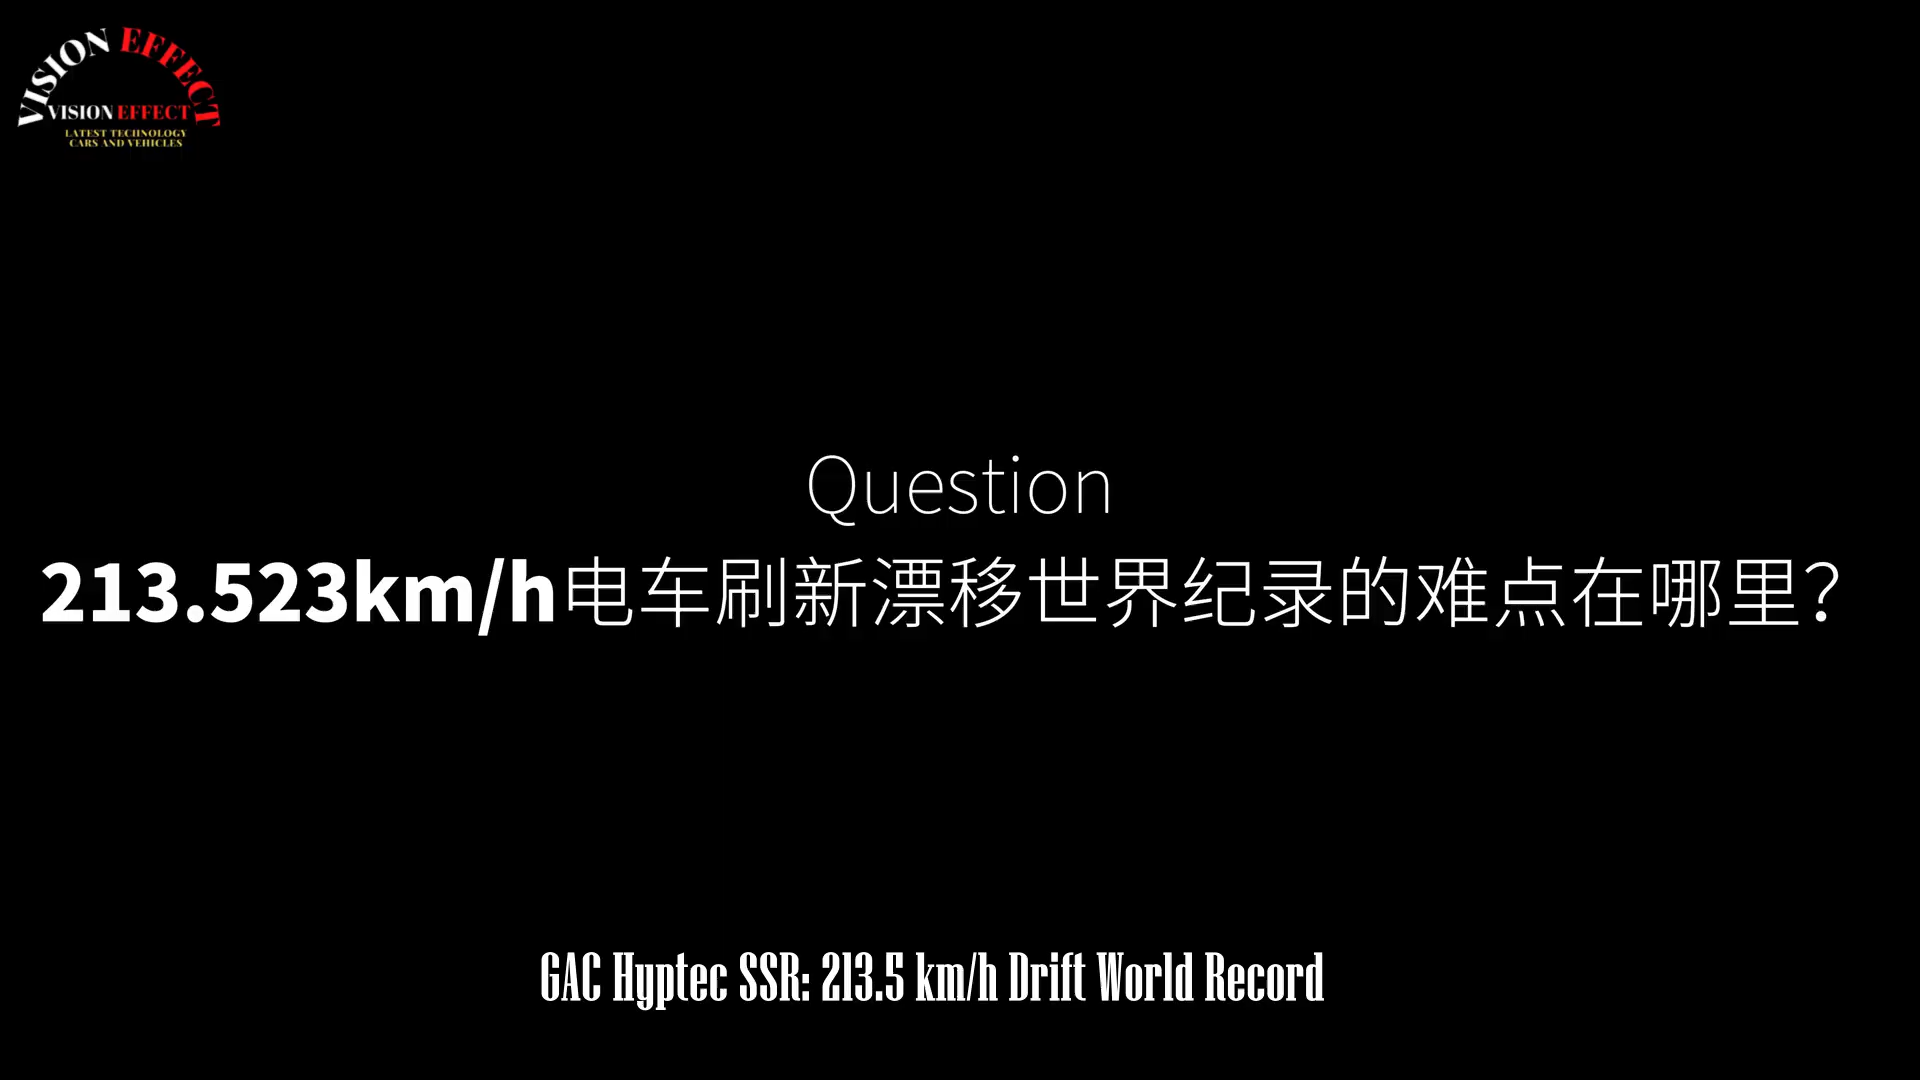 VISION EFFECT
VISION EFFECT
LATEST TECHNOLOGY
CARS AND VEHICLES
Question
213.523km/h电车刷新漂移世界纪录的难点在哪里？
GAC Hyptec SSR: 213.5 km/h Drift World Record